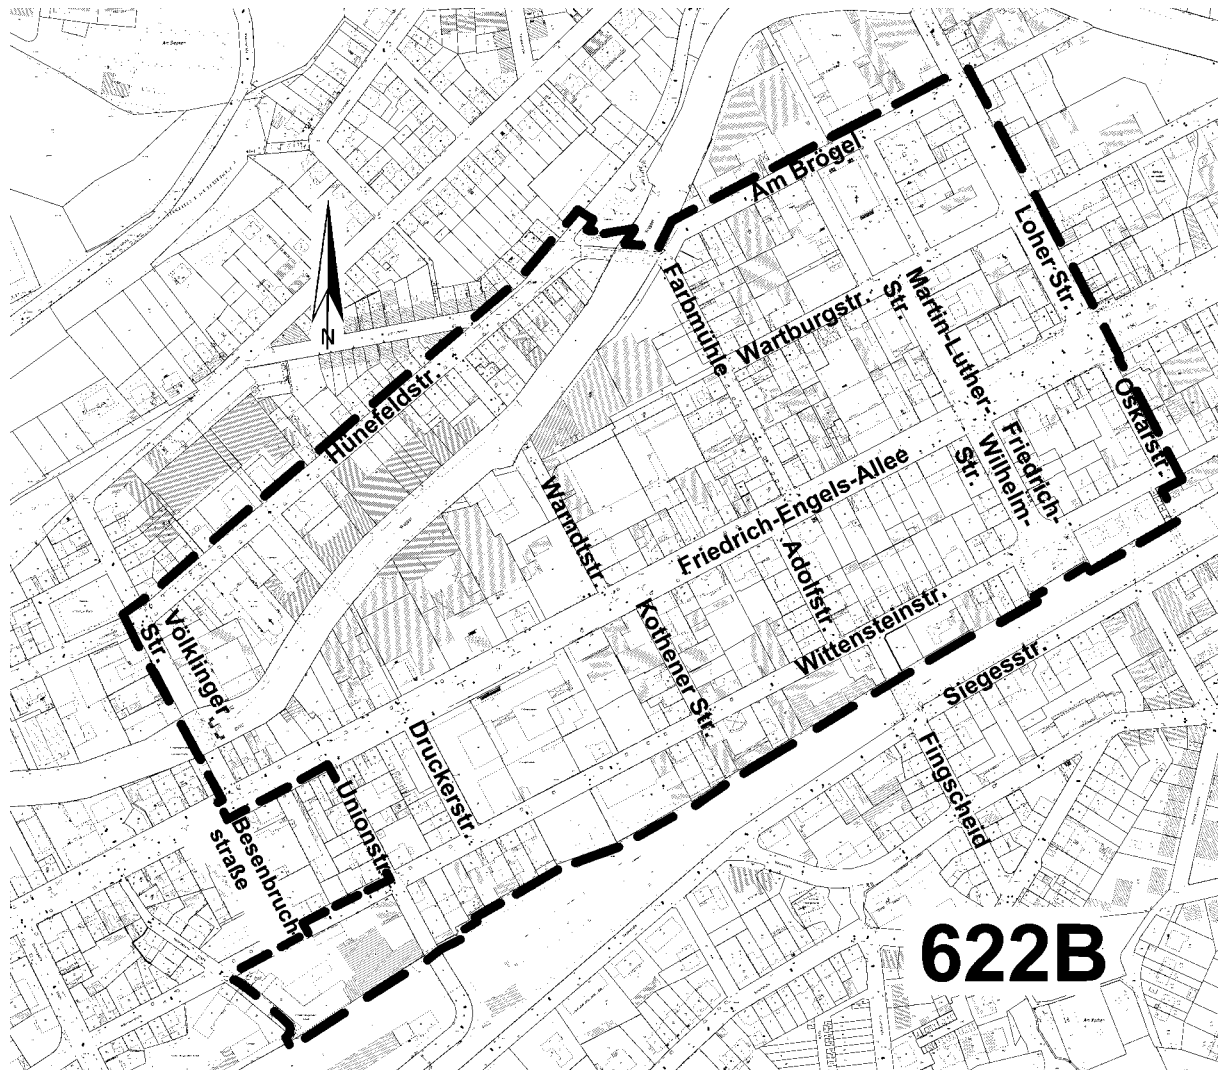 Am Brögel
Loher Str.
Farbmühle
Wartburgstr.
Martin-Luther-
Str.
Hünefeldstr.
Oskarstr.
Friedrich-
Wilhelm-
Str.
Friedrich-Engels-Allee
Warndtstr.
Adolfstr.
Völklinger
Str.
Kothener Str.
Wittensteinstr.
Siegesstr.
Druckerstr.
Unionstr.
Fingscheid
Besenbruch-
straße
N
622B